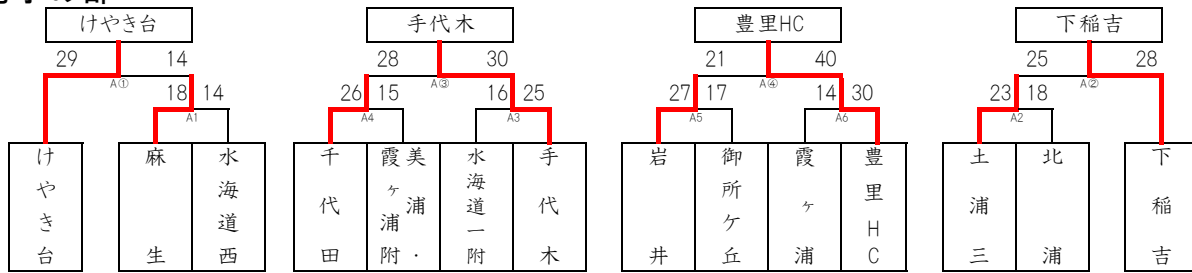 けやき台 手代木 豊里HC 下稲吉
29 14 28 30 21 40 25 28
A① A③ A④ A②
18 14 26 15 16 25 27 17 14 30 23 18
A1 A4 A3 A5 A6 A2
けやき台
麻生
水海道西
千代田
美浦・
霞ヶ浦附
水海道一附
手代木
岩井
御所ケ丘
霞ヶ浦
豊里HC
土浦三
北浦
下稲吉